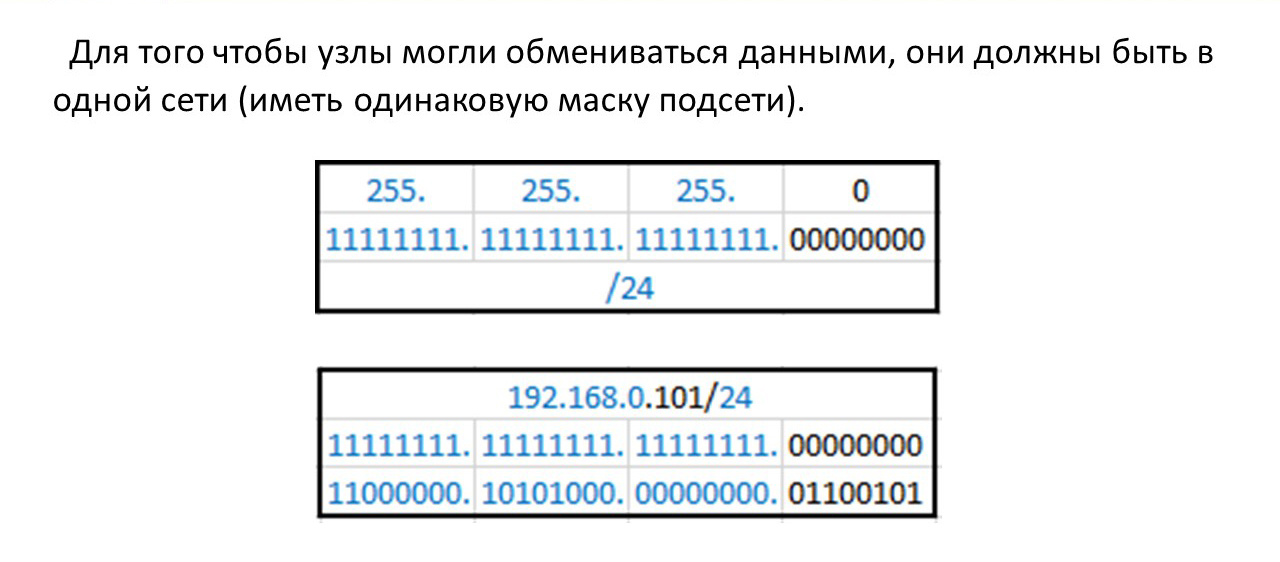 Для того чтобы узлы могли обмениваться данными, они должны быть в
одной сети (иметь одинаковую маску подсети).
255. 255. 255. 0
11111111. 11111111. 11111111. 00000000
/24
192.168.0.101/24
11111111. 11111111. 11111111. 00000000
11000000. 10101000. 00000000. 01100101